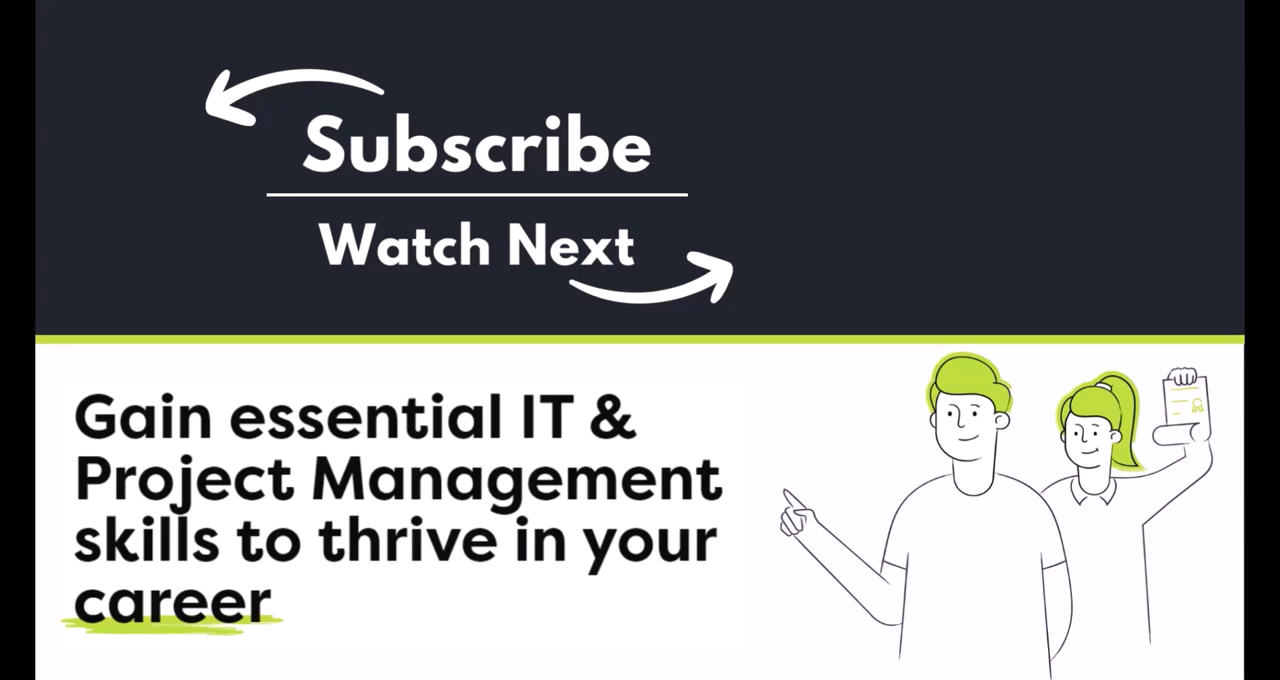 Subscribe
Watch Next
Gain essential IT &
Project Management
skills to thrive in your
career